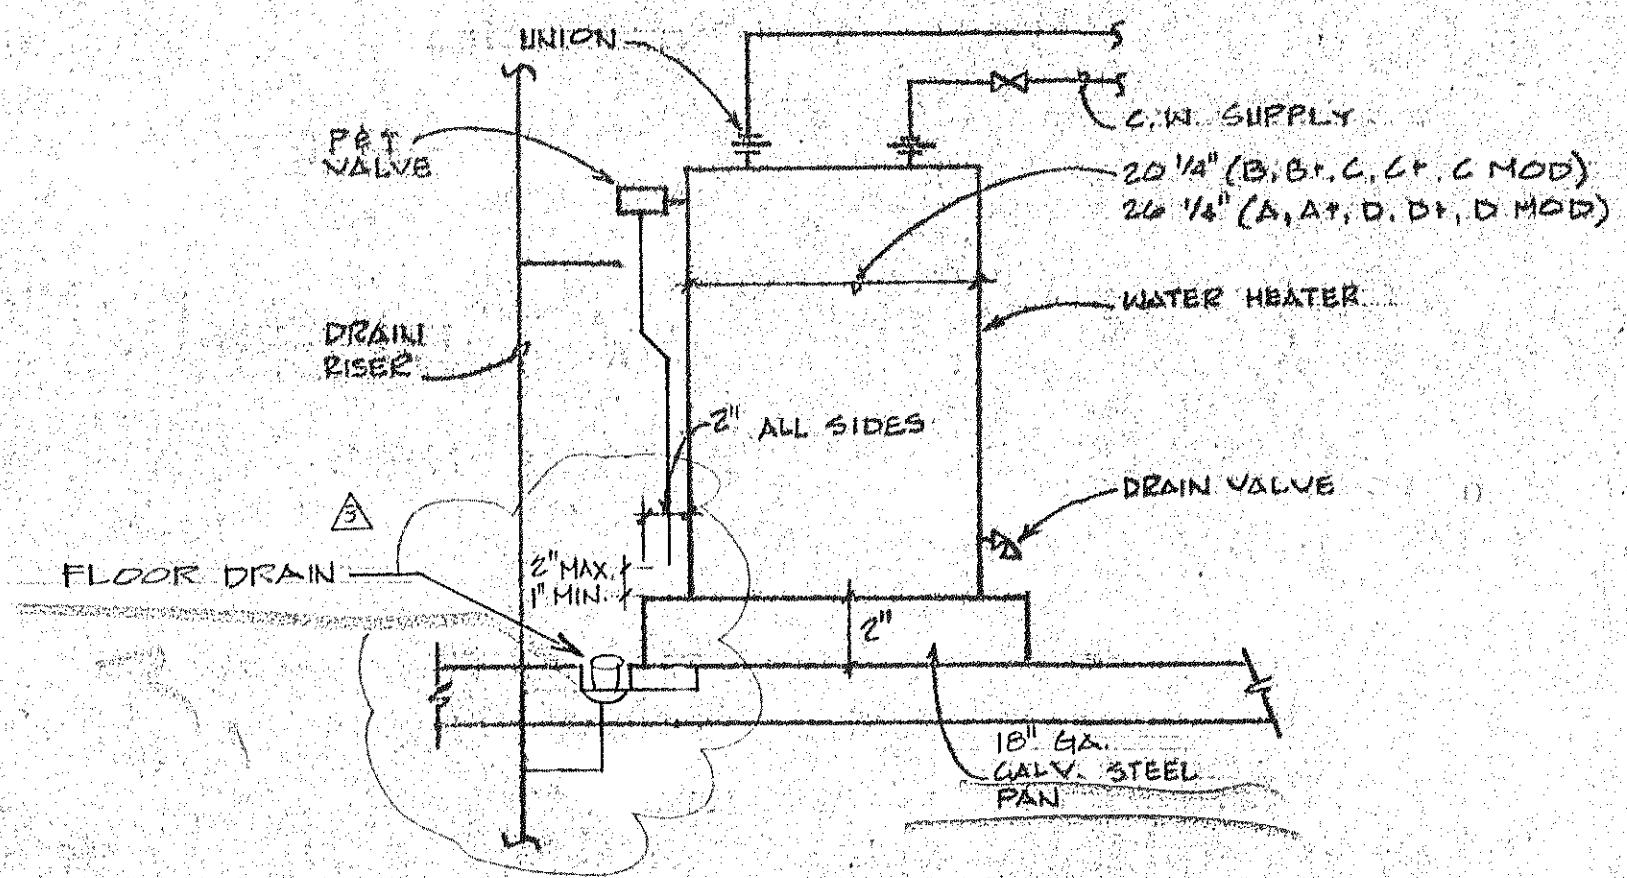 UNION
C.W. SUPPLY
P&T
VALVE
20 1/4" (B, B+, C, C+, C MOD)
26 1/4" (A, A+, D, D+, D MOD)
WATER HEATER
DRAIN
RISER
2" ALL SIDES
DRAIN VALVE
3
FLOOR DRAIN
2" MAX.
1" MIN.
2"
18" GA.
GALV. STEEL
PAN